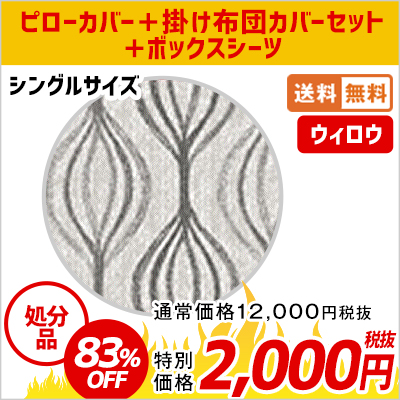 ピローカバー＋掛け布団カバーセット
＋ボックスシーツ
シングルサイズ
送料 無料
ウィロウ
通常価格12,000円税抜
処分
品
83%
OFF
特別
価格
2,000円
税抜